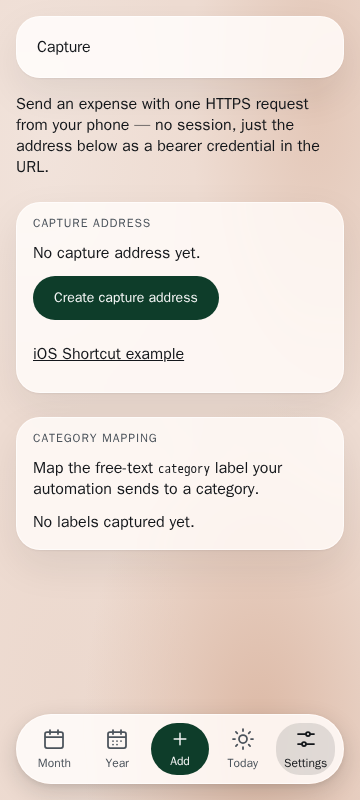 Capture
Send an expense with one HTTPS request
from your phone — no session, just the
address below as a bearer credential in the
URL.
CAPTURE ADDRESS
No capture address yet.
Create capture address
iOS Shortcut example
CATEGORY MAPPING
Map the free-text category label your
automation sends to a category.
No labels captured yet.
Month
Year
Add
Today
Settings